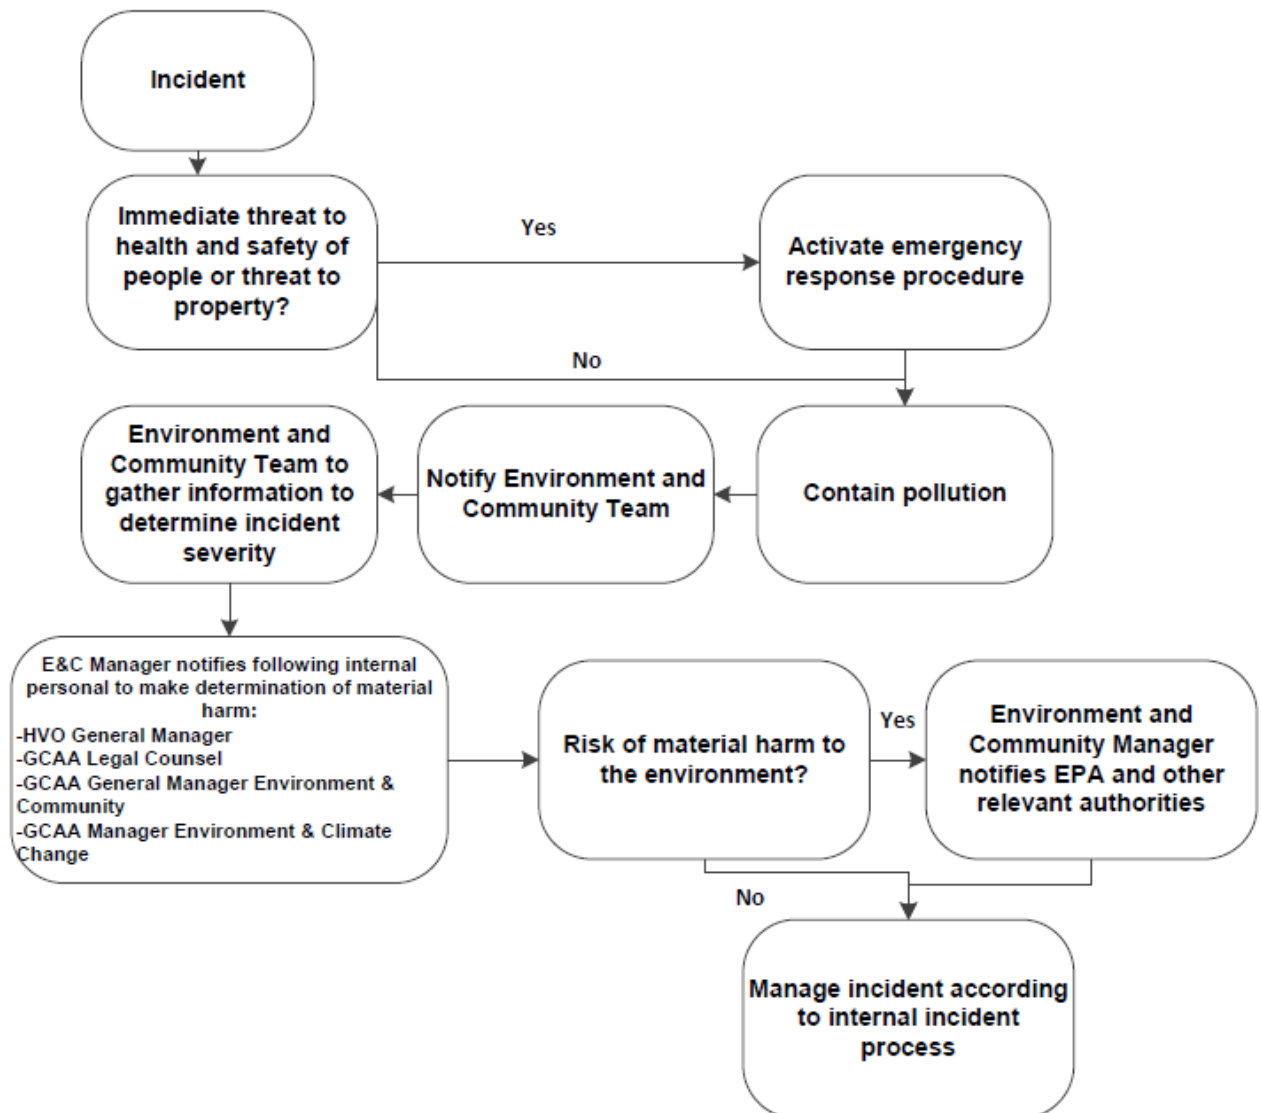 Incident
Immediate threat to
health and safety of
people or threat to
property?
Yes
Activate emergency
response procedure
No
Contain pollution
Notify Environment and
Community Team
Environment and
Community Team to
gather information to
determine incident
severity
E&C Manager notifies following internal
personal to make determination of material
harm:
-HVO General Manager
-GCAA Legal Counsel
-GCAA General Manager Environment &
Community
-GCAA Manager Environment & Climate
Change
Risk of material harm to
the environment?
Yes
Environment and
Community Manager
notifies EPA and other
relevant authorities
No
Manage incident according
to internal incident
process